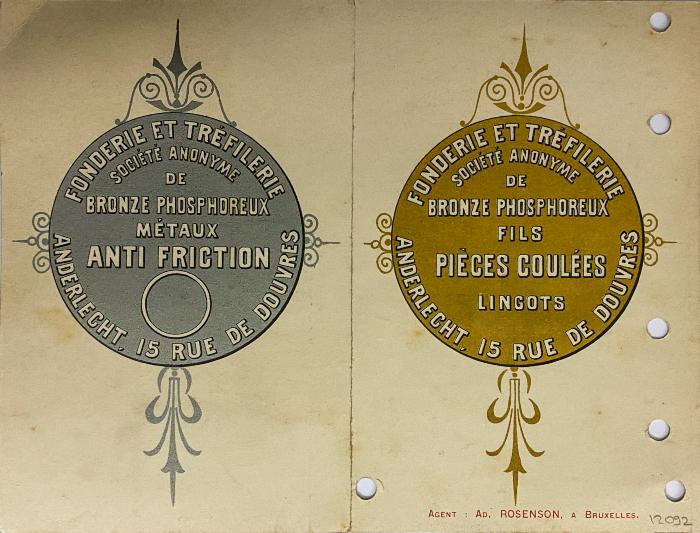 FONDERIE ET TRÉFILERIE
SOCIÉTÉ ANONYME
DE
BRONZE PHOSPHOREUX
MÉTAUX
ANTI FRICTION
ANDERLECHT, 15 RUE DE DOUVRES
FONDERIE ET TRÉFILERIE
SOCIÉTÉ ANONYME
DE
BRONZE PHOSPHOREUX
FILS
PIÈCES COULÉES
LINGOTS
ANDERLECHT, 15 RUE DE DOUVRES
AGENT : AD. ROSENSON, A BRUXELLES.
12092